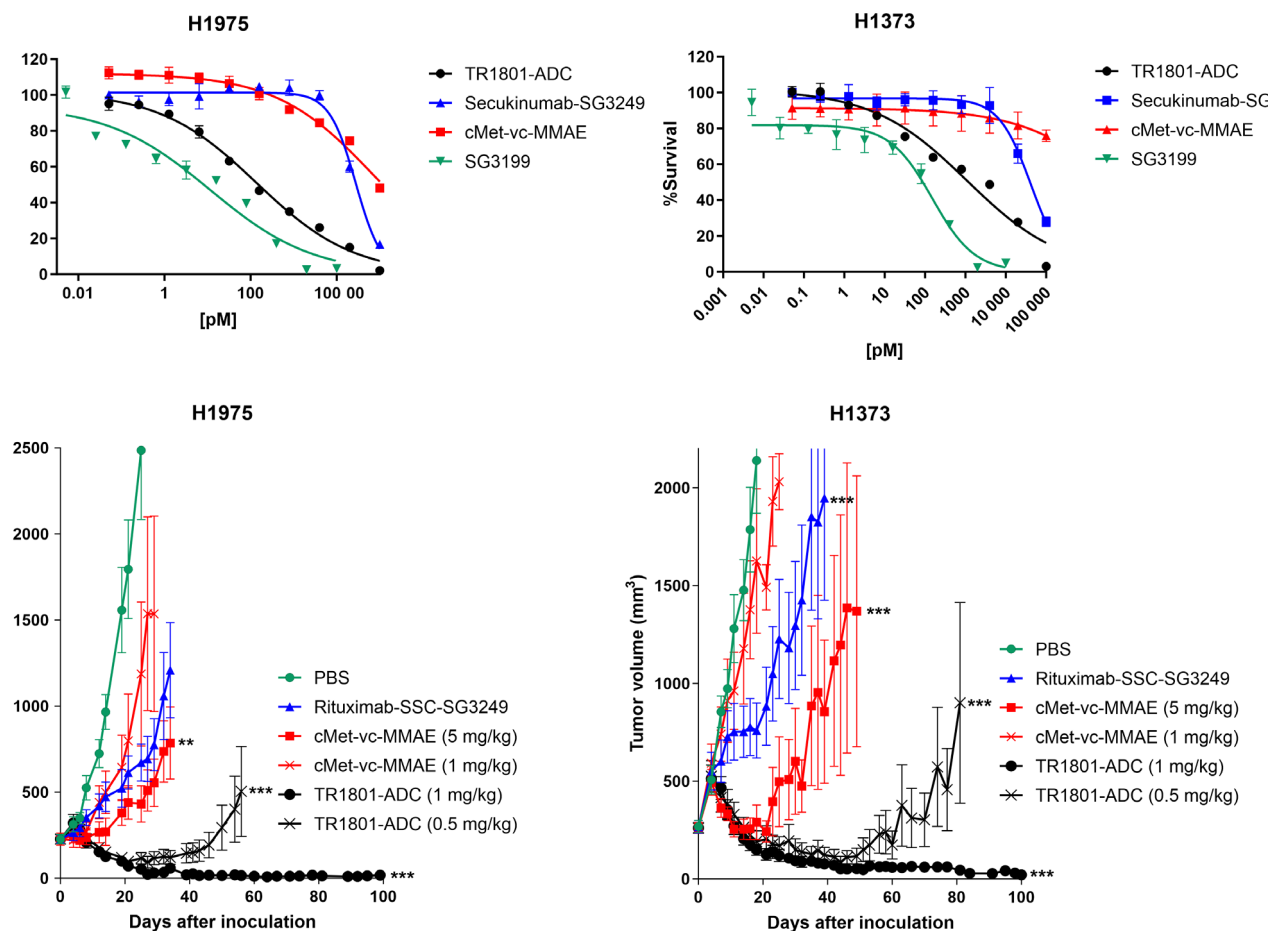 H1975
120
100
80
60
40
20
0
0.01
1
100
100 00
[pM]
TR1801-ADC
Secukinumab-SG3249
cMet-vc-MMAE
SG3199
H1373
%Survival
120
100
80
60
40
20
0
0.001
0.01
0.1
1
10
100
1000
10 000
100 000
[pM]
TR1801-ADC
Secukinumab-SG
cMet-vc-MMAE
SG3199
H1975
2500
2000
1500
1000
500
0
0
20
40
60
80
100
Days after inoculation
**
***
***
PBS
Rituximab-SSC-SG3249
cMet-vc-MMAE (5 mg/kg)
cMet-vc-MMAE (1 mg/kg)
TR1801-ADC (1 mg/kg)
TR1801-ADC (0.5 mg/kg)
H1373
Tumor volume (mm³)
2000
1500
1000
500
0
0
20
40
60
80
100
Days after inoculation
***
***
***
***
PBS
Rituximab-SSC-SG3249
cMet-vc-MMAE (5 mg/kg)
cMet-vc-MMAE (1 mg/kg)
TR1801-ADC (1 mg/kg)
TR1801-ADC (0.5 mg/kg)